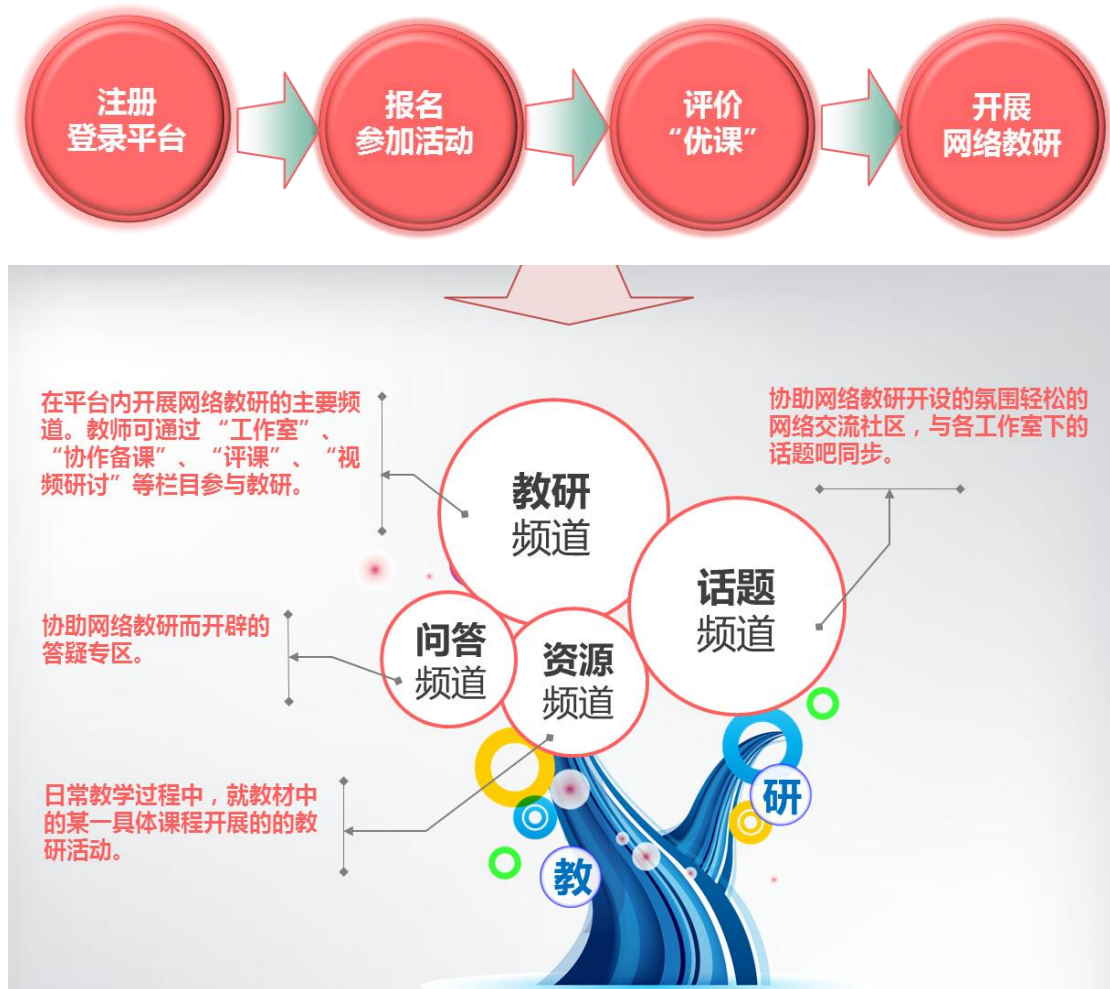 注册
登录平台
报名
参加活动
评价
“优课”
开展
网络教研
在平台内开展网络教研的主要频
道。教师可通过 “工作室”、
“协作备课”、“评课”、“视
频研讨”等栏目参与教研。
协助网络教研开设的氛围轻松的
网络交流社区，与各工作室下的
话题吧同步。
教研
频道
话题
频道
协助网络教研而开辟的
答疑专区。
问答
频道
资源
频道
日常教学过程中，就教材中
的某一具体课程开展的的教
研活动。
研
教